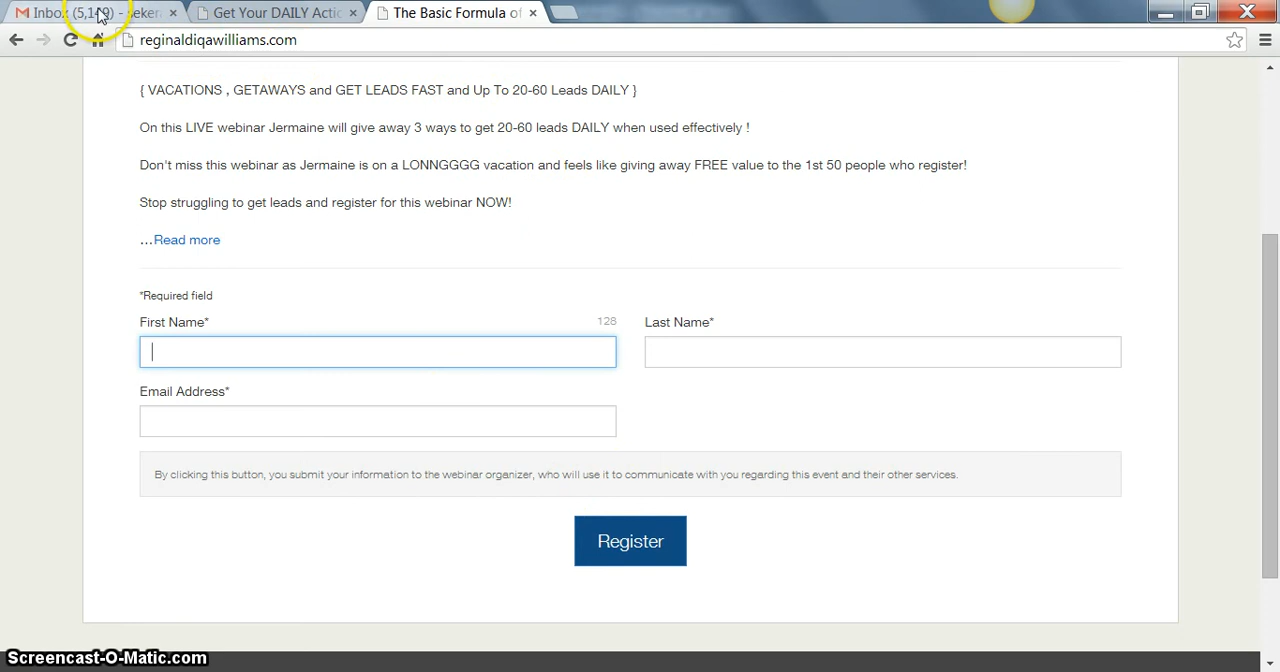 Inbox (5,149) - seker
Get Your DAILY Actic
The Basic Formula of
reginaldiqawilliams.com
{ VACATIONS , GETAWAYS and GET LEADS FAST and Up To 20-60 Leads DAILY }
On this LIVE webinar Jermaine will give away 3 ways to get 20-60 leads DAILY when used effectively !
Don't miss this webinar as Jermaine is on a LONNGGGG vacation and feels like giving away FREE value to the 1st 50 people who register!
Stop struggling to get leads and register for this webinar NOW!
…Read more
*Required field
First Name* 128 Last Name*
Email Address*
By clicking this button, you submit your information to the webinar organizer, who will use it to communicate with you regarding this event and their other services.
Register
Screencast-O-Matic.com